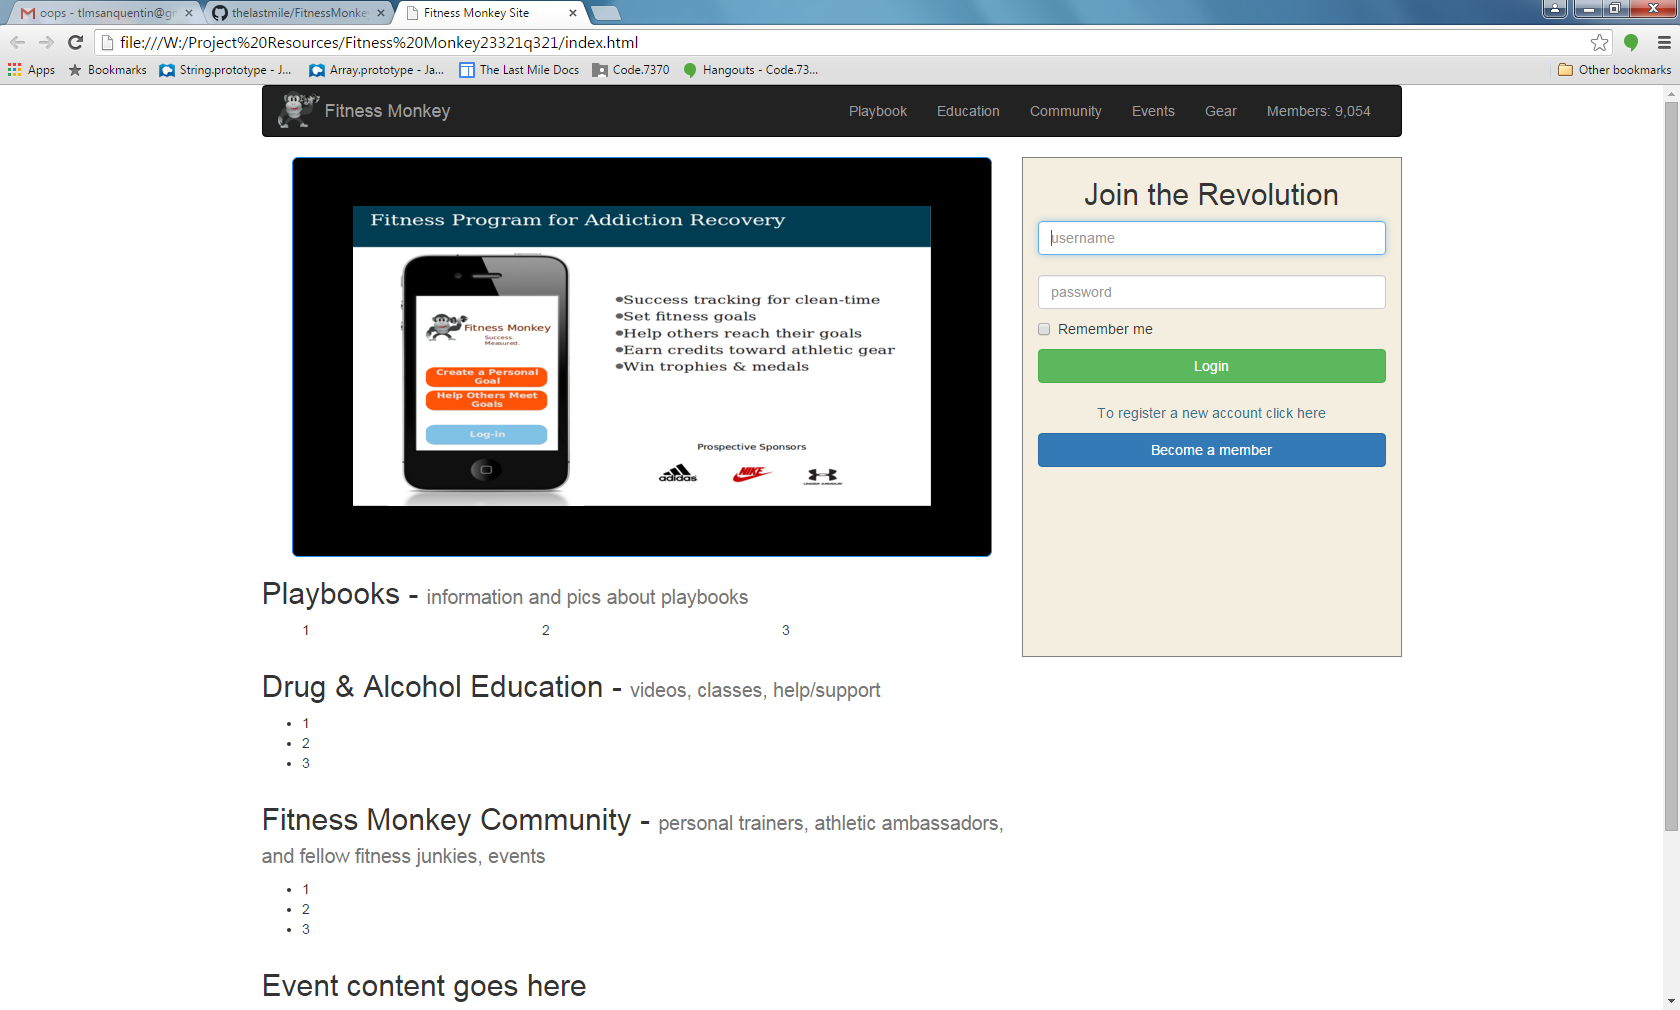 oops - tlmsanquentin@gr
thelastmile/FitnessMonke
Fitness Monkey Site
file:///W:/Project%20Resources/Fitness%20Monkey23321q321/index.html
Apps
Bookmarks
String.prototype - J...
Array.prototype - Ja...
The Last Mile Docs
Code.7370
Hangouts - Code.73...
Other bookmarks
Fitness Monkey
Playbook
Education
Community
Events
Gear
Members: 9,054
Fitness Program for Addiction Recovery
Fitness Monkey
Success.
Measured.
Create a Personal
Goal
Help Others Meet
Goals
Log-in
•Success tracking for clean-time
•Set fitness goals
•Help others reach their goals
•Earn credits toward athletic gear
•Win trophies & medals
Prospective Sponsors
adidas
NIKE
UNDER ARMOUR
Join the Revolution
username
password
Remember me
Login
To register a new account click here
Become a member
Playbooks - information and pics about playbooks
1 2 3
Drug & Alcohol Education - videos, classes, help/support
• 1
• 2
• 3
Fitness Monkey Community - personal trainers, athletic ambassadors,
and fellow fitness junkies, events
• 1
• 2
• 3
Event content goes here